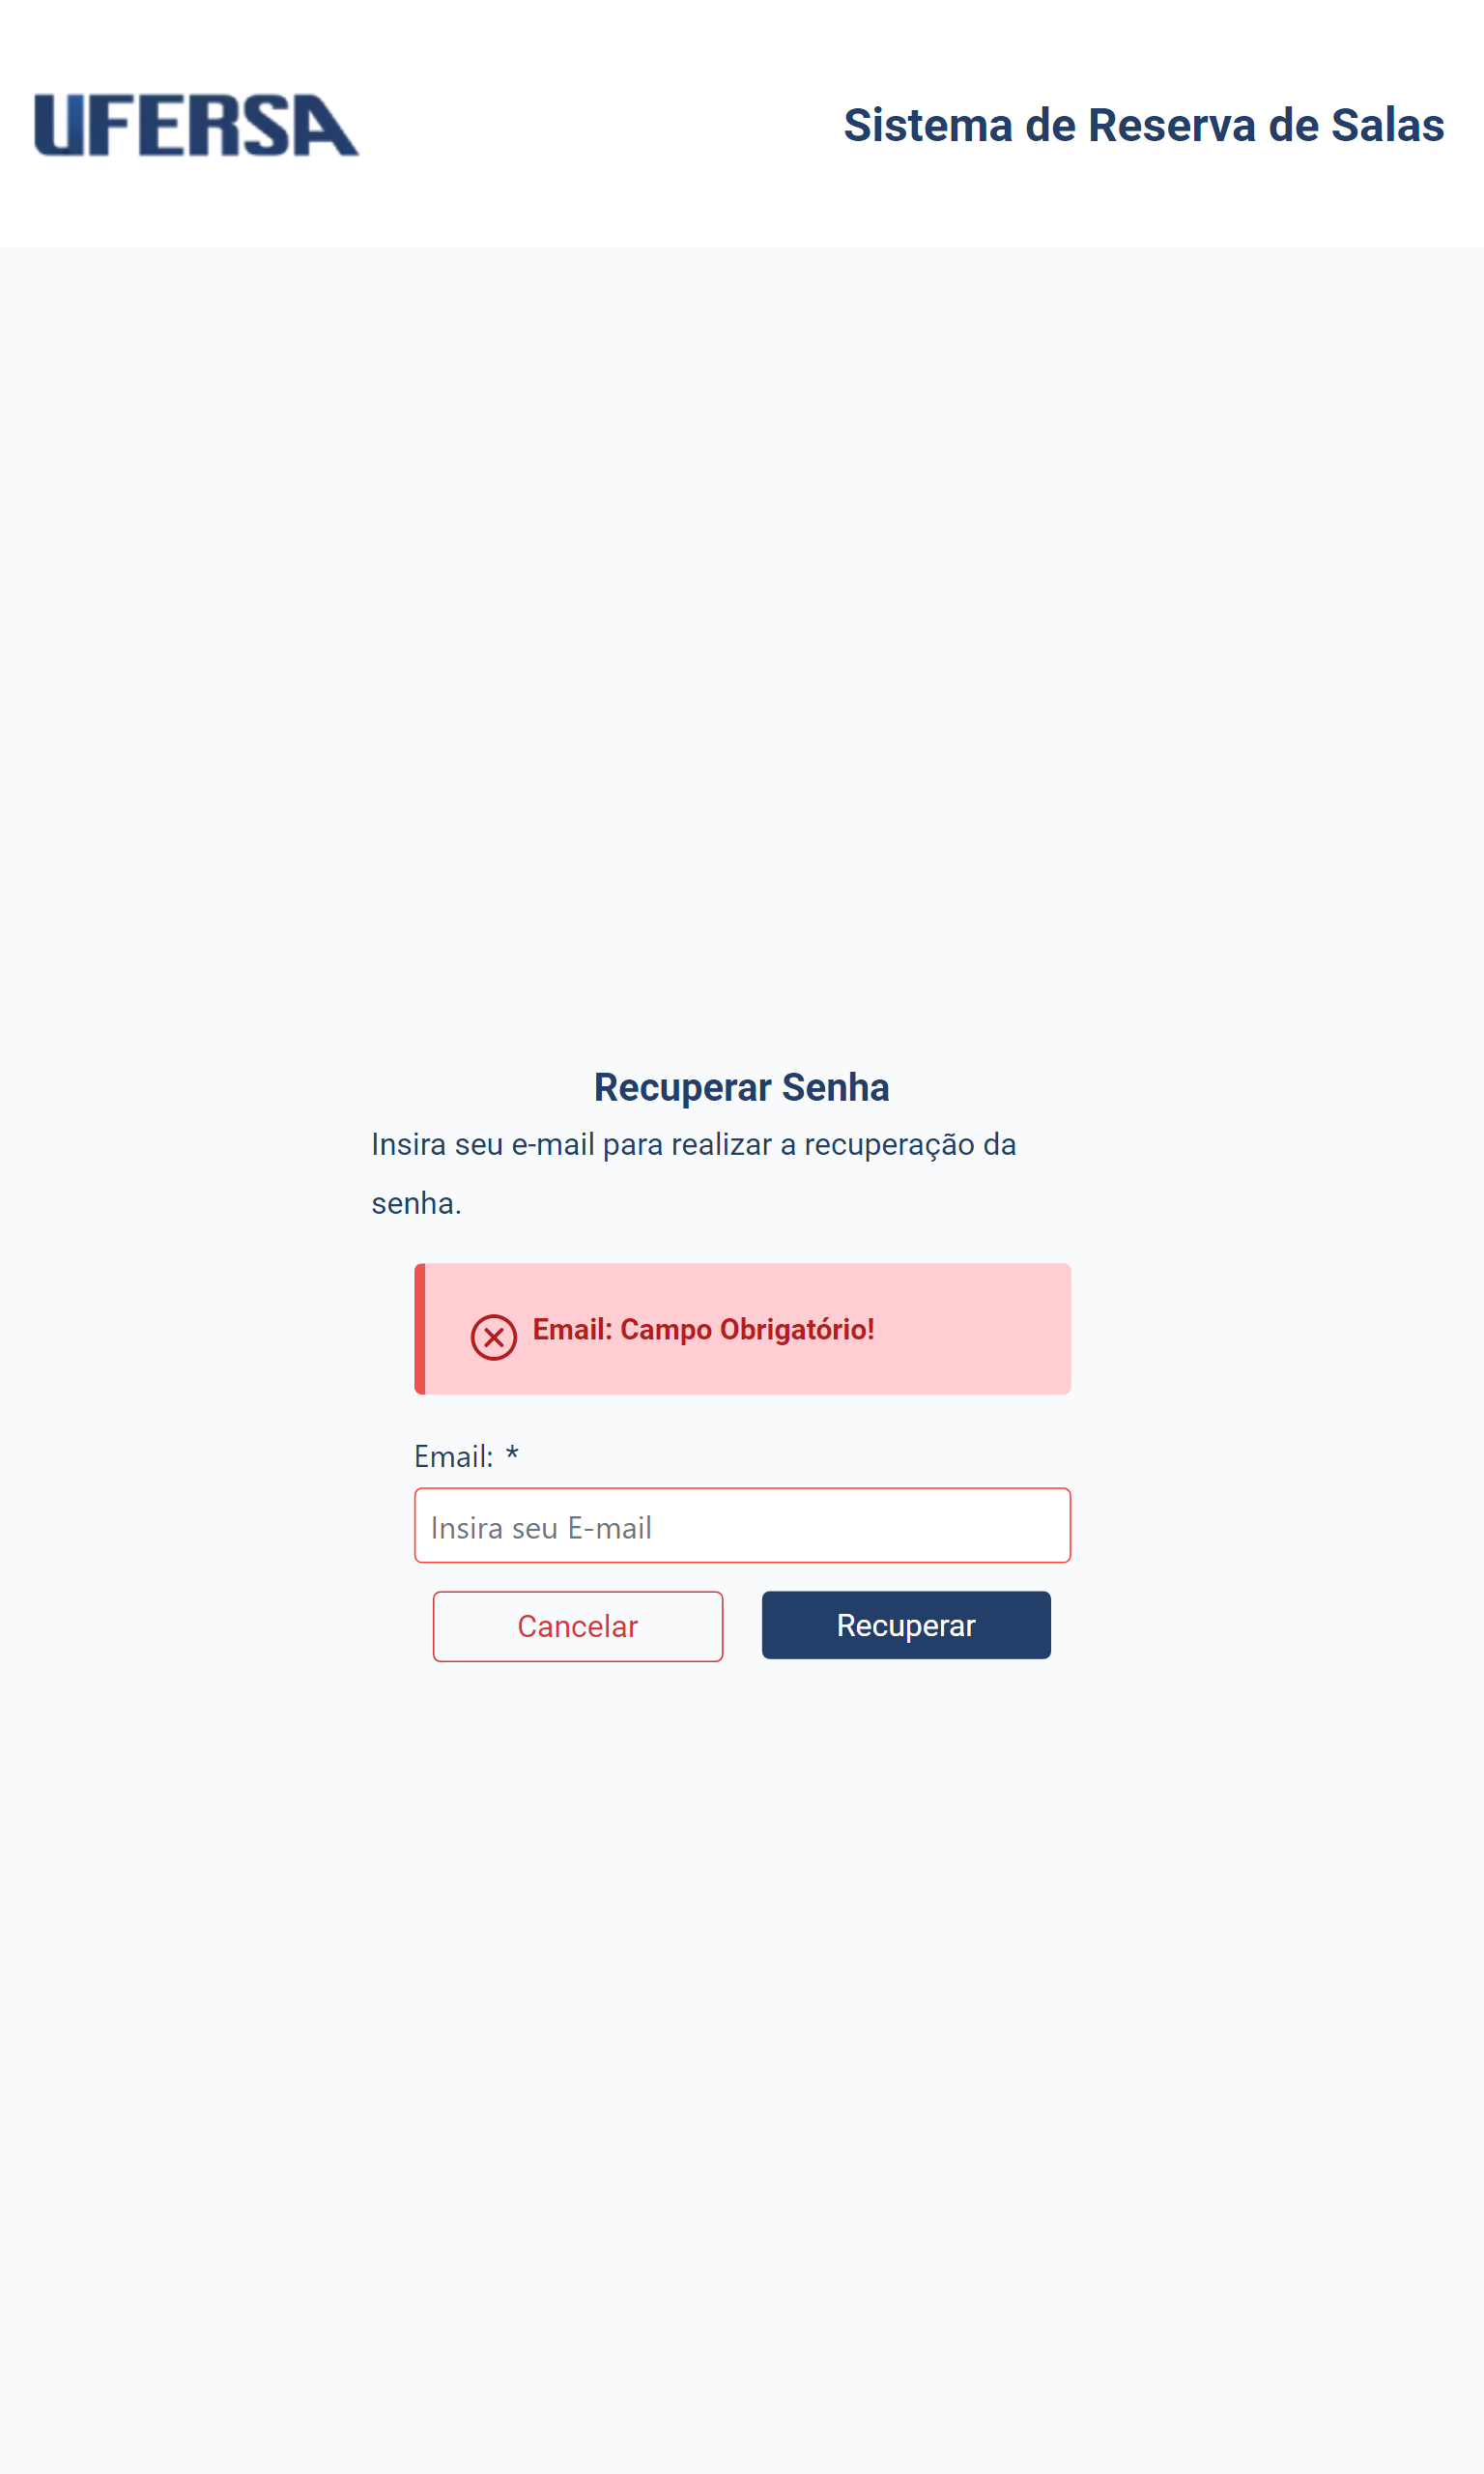 UFERSA
Sistema de Reserva de Salas
Recuperar Senha
Insira seu e-mail para realizar a recuperação da
senha.
Email: Campo Obrigatório!
Email: *
Insira seu E-mail
Cancelar
Recuperar